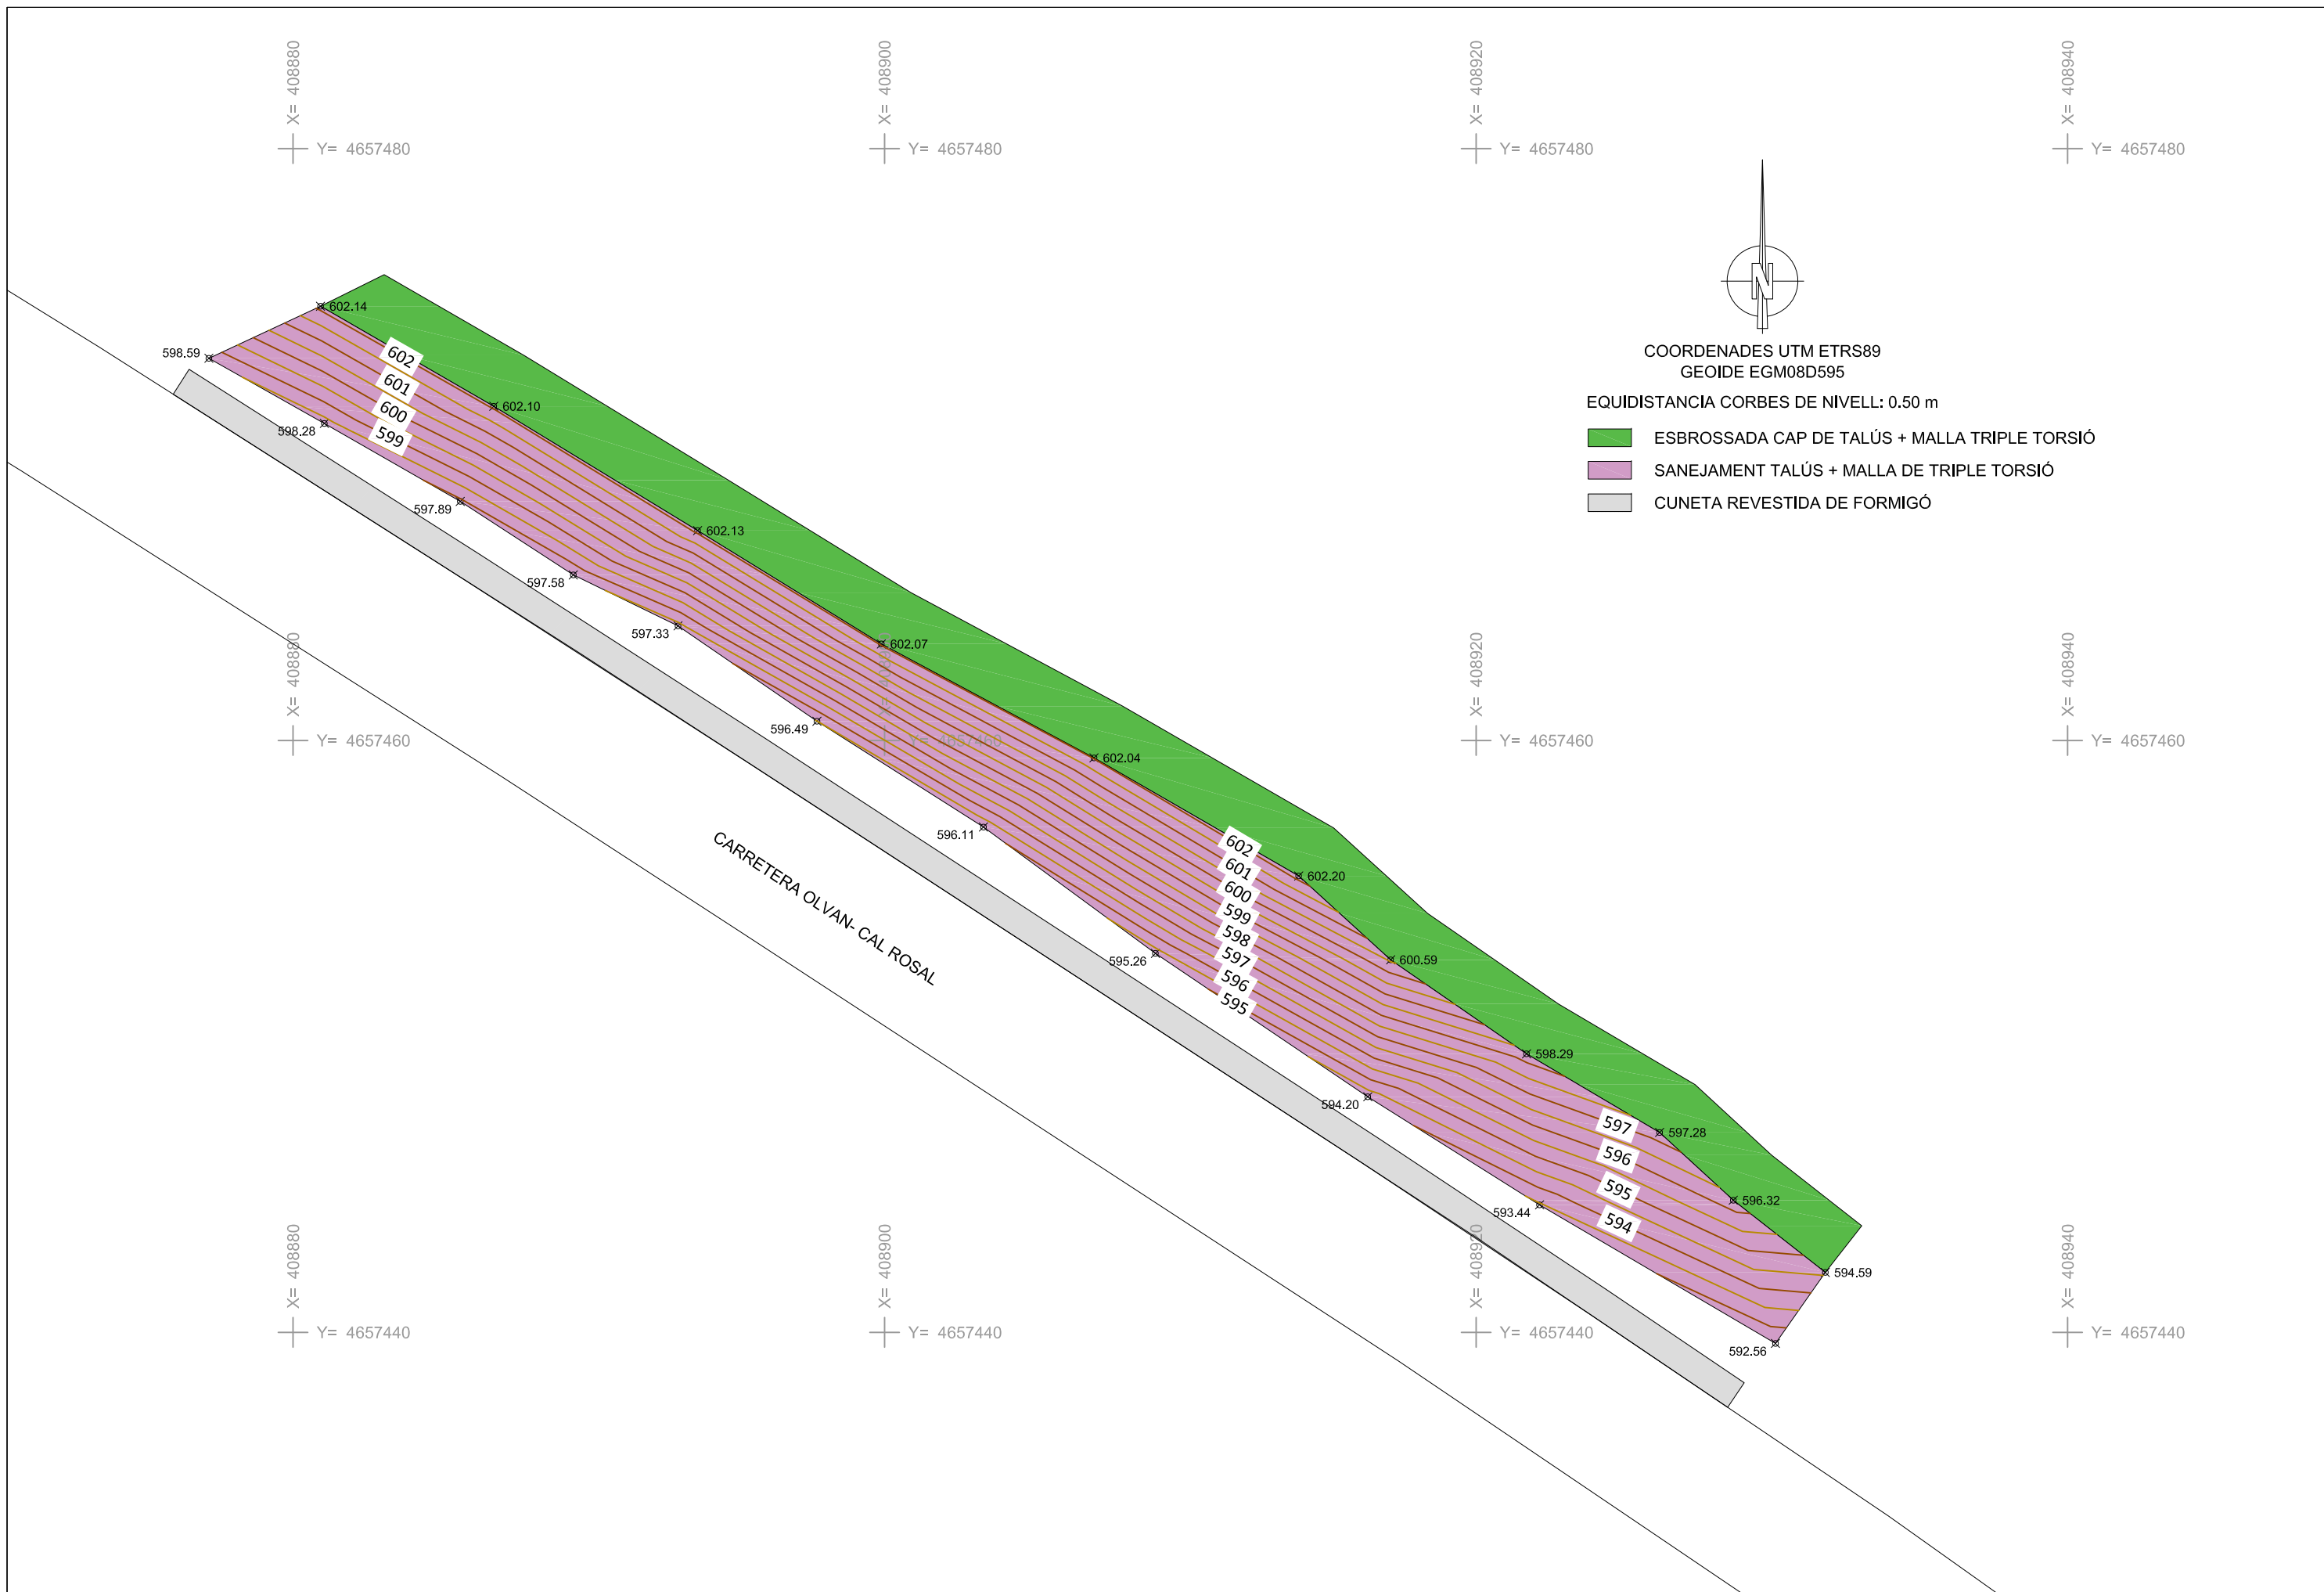 X= 408880
X= 408900
X= 408920
X= 408940
Y= 4657480
Y= 4657480
Y= 4657480
Y= 4657480
N
COORDENADES UTM ETRS89
GEOIDE EGM08D595
EQUIDISTANCIA CORBES DE NIVELL: 0.50 m
ESBROSSADA CAP DE TALÚS + MALLA TRIPLE TORSIÓ
SANEJAMENT TALÚS + MALLA DE TRIPLE TORSIÓ
CUNETA REVESTIDA DE FORMIGÓ
602.14
598.59
602
601
600
599
602.10
598.28
597.89
602.13
597.58
597.33
602.07
X= 408880
X= 408900
X= 408920
X= 408940
Y= 4657460
Y= 4657460
Y= 4657460
Y= 4657460
596.49
602.04
596.11
CARRETERA OLVAN- CAL ROSAL
602
601
600
599
598
597
596
595
602.20
595.26
600.59
598.29
594.20
597
596
595
594
597.28
596.32
593.44
594.59
592.56
X= 408880
X= 408900
X= 408920
X= 408940
Y= 4657440
Y= 4657440
Y= 4657440
Y= 4657440